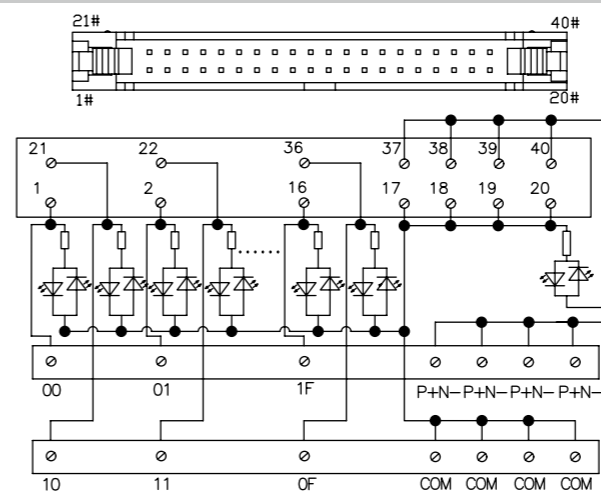 21# 40#
1# 20#
21 22 36 37 38 39 40
1 2 16 17 18 19 20
00 01 1F P+N- P+N- P+N- P+N-
10 11 0F COM COM COM COM